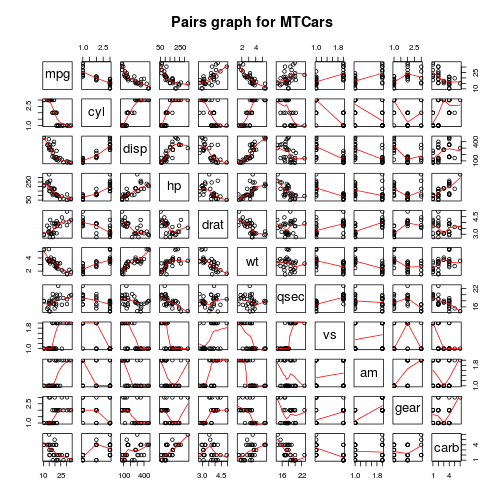 Pairs graph for MTCars
1.0 2.5 50 250 2 4 1.0 1.8 1.0 2.5
mpg 10 25
1.0 2.5 cyl
disp 100 400
50 250 hp
drat 3.0 4.5
2 4 wt
qsec 16 22
1.0 1.8 vs
am 1.0 1.8
1.0 2.5 gear
carb 1 4
10 25 100 400 3.0 4.5 16 22 1.0 1.8 1 4